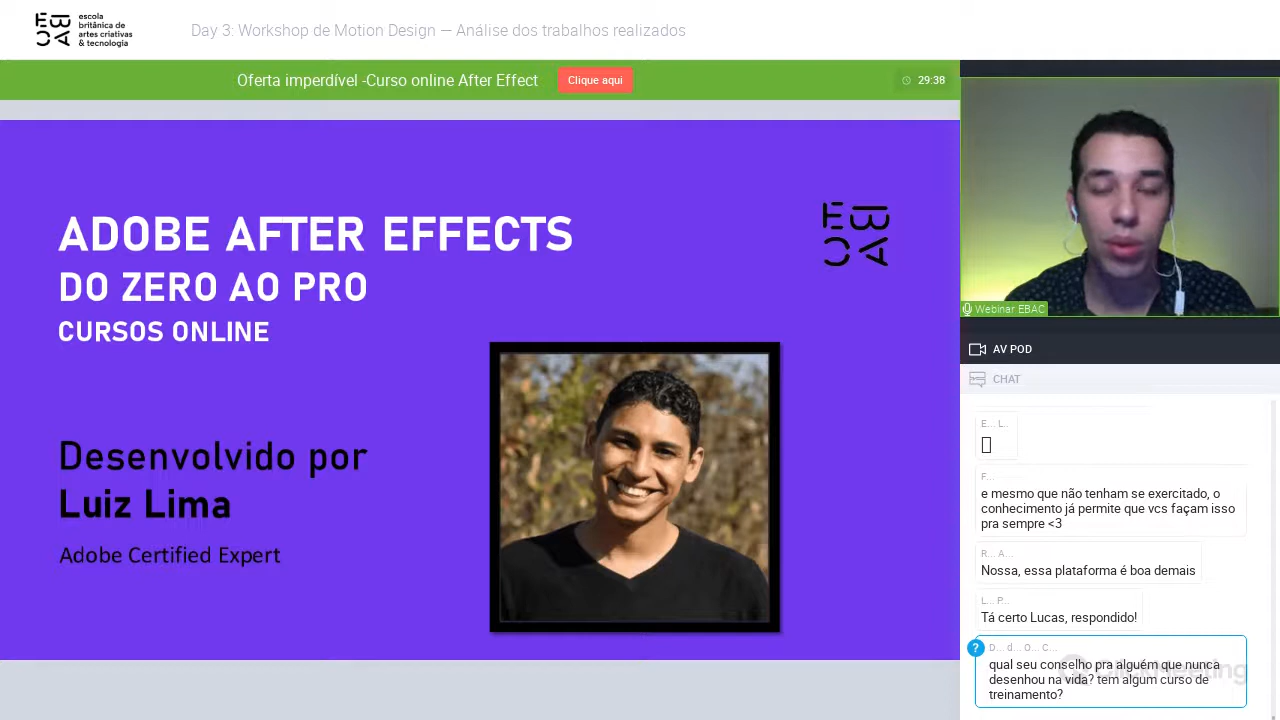 escola
britânica de
artes criativas
& tecnologia
Day 3: Workshop de Motion Design — Análise dos trabalhos realizados
Oferta imperdível -Curso online After Effect
Clique aqui
29:38
ADOBE AFTER EFFECTS
DO ZERO AO PRO
CURSOS ONLINE
EBAC
Desenvolvido por
Luiz Lima
Adobe Certified Expert
Webinar EBAC
AV POD
CHAT
E... L..
F...
e mesmo que não tenham se exercitado, o
conhecimento já permite que vcs façam isso
pra sempre <3
R... A...
Nossa, essa plataforma é boa demais
L... P...
Tá certo Lucas, respondido!
?
D... d... O... C...
qual seu conselho pra alguém que nunca
desenhou na vida? tem algum curso de
treinamento?
ClickMeeting